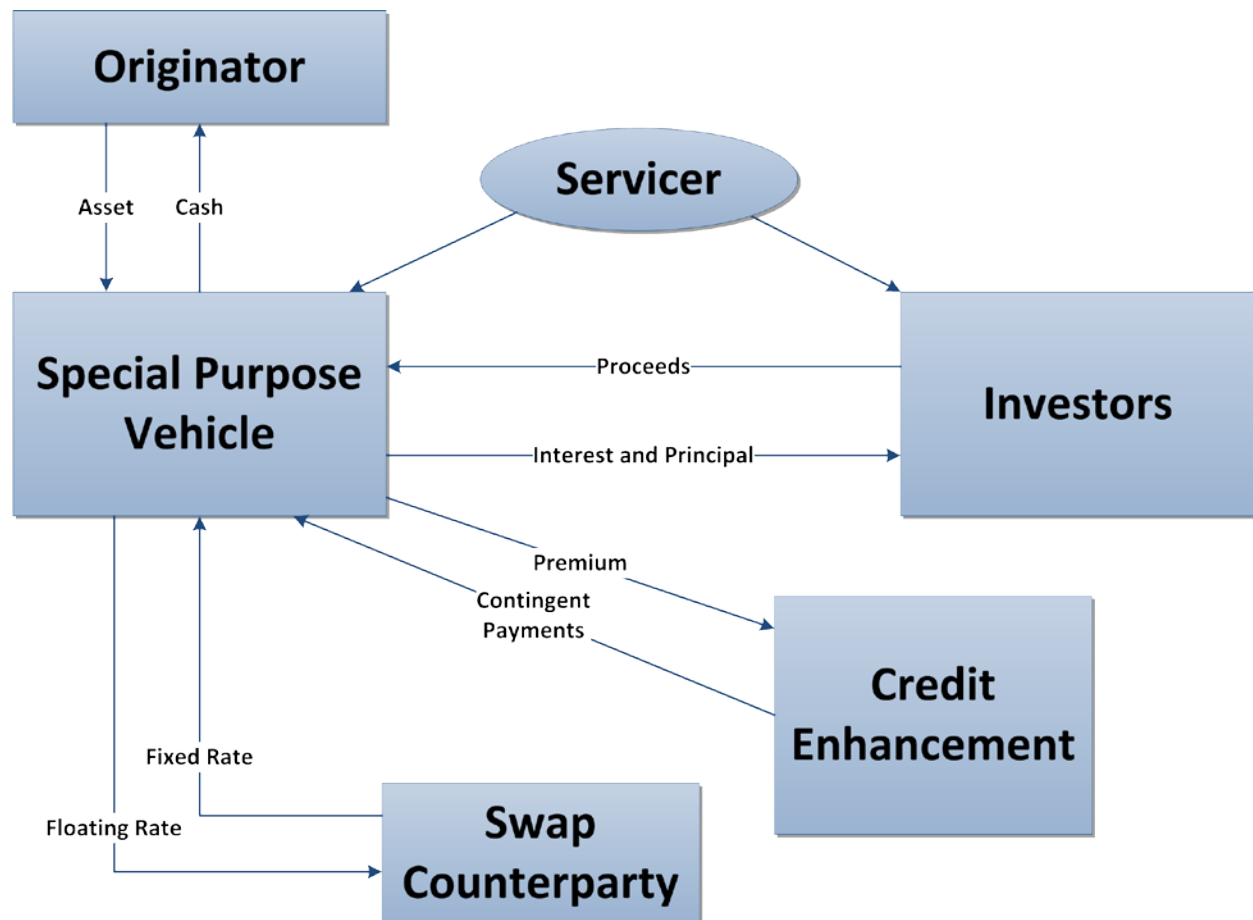 Originator
Servicer
Asset
Cash
Special Purpose
Vehicle
Proceeds
Investors
Interest and Principal
Premium
Contingent
Payments
Credit
Enhancement
Fixed Rate
Floating Rate
Swap
Counterparty